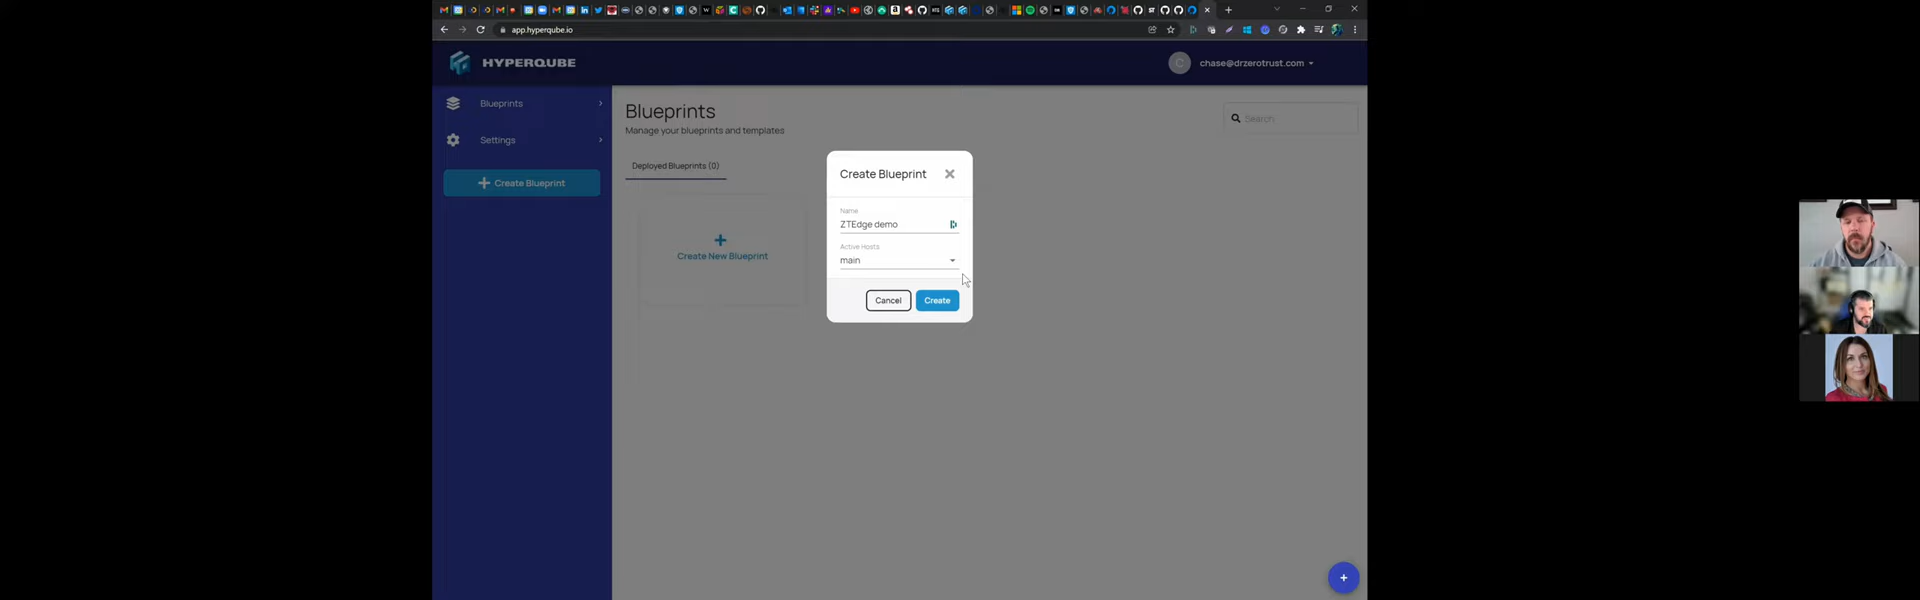 app.hyperqube.io
HYPERQUBE
C
chase@drzerotrust.com
Blueprints
Settings
Create Blueprint
Blueprints
Manage your blueprints and templates
Search
Deployed Blueprints (0)
Create New Blueprint
Create Blueprint
Name
ZTEdge demo
Active Hosts
main
Cancel
Create